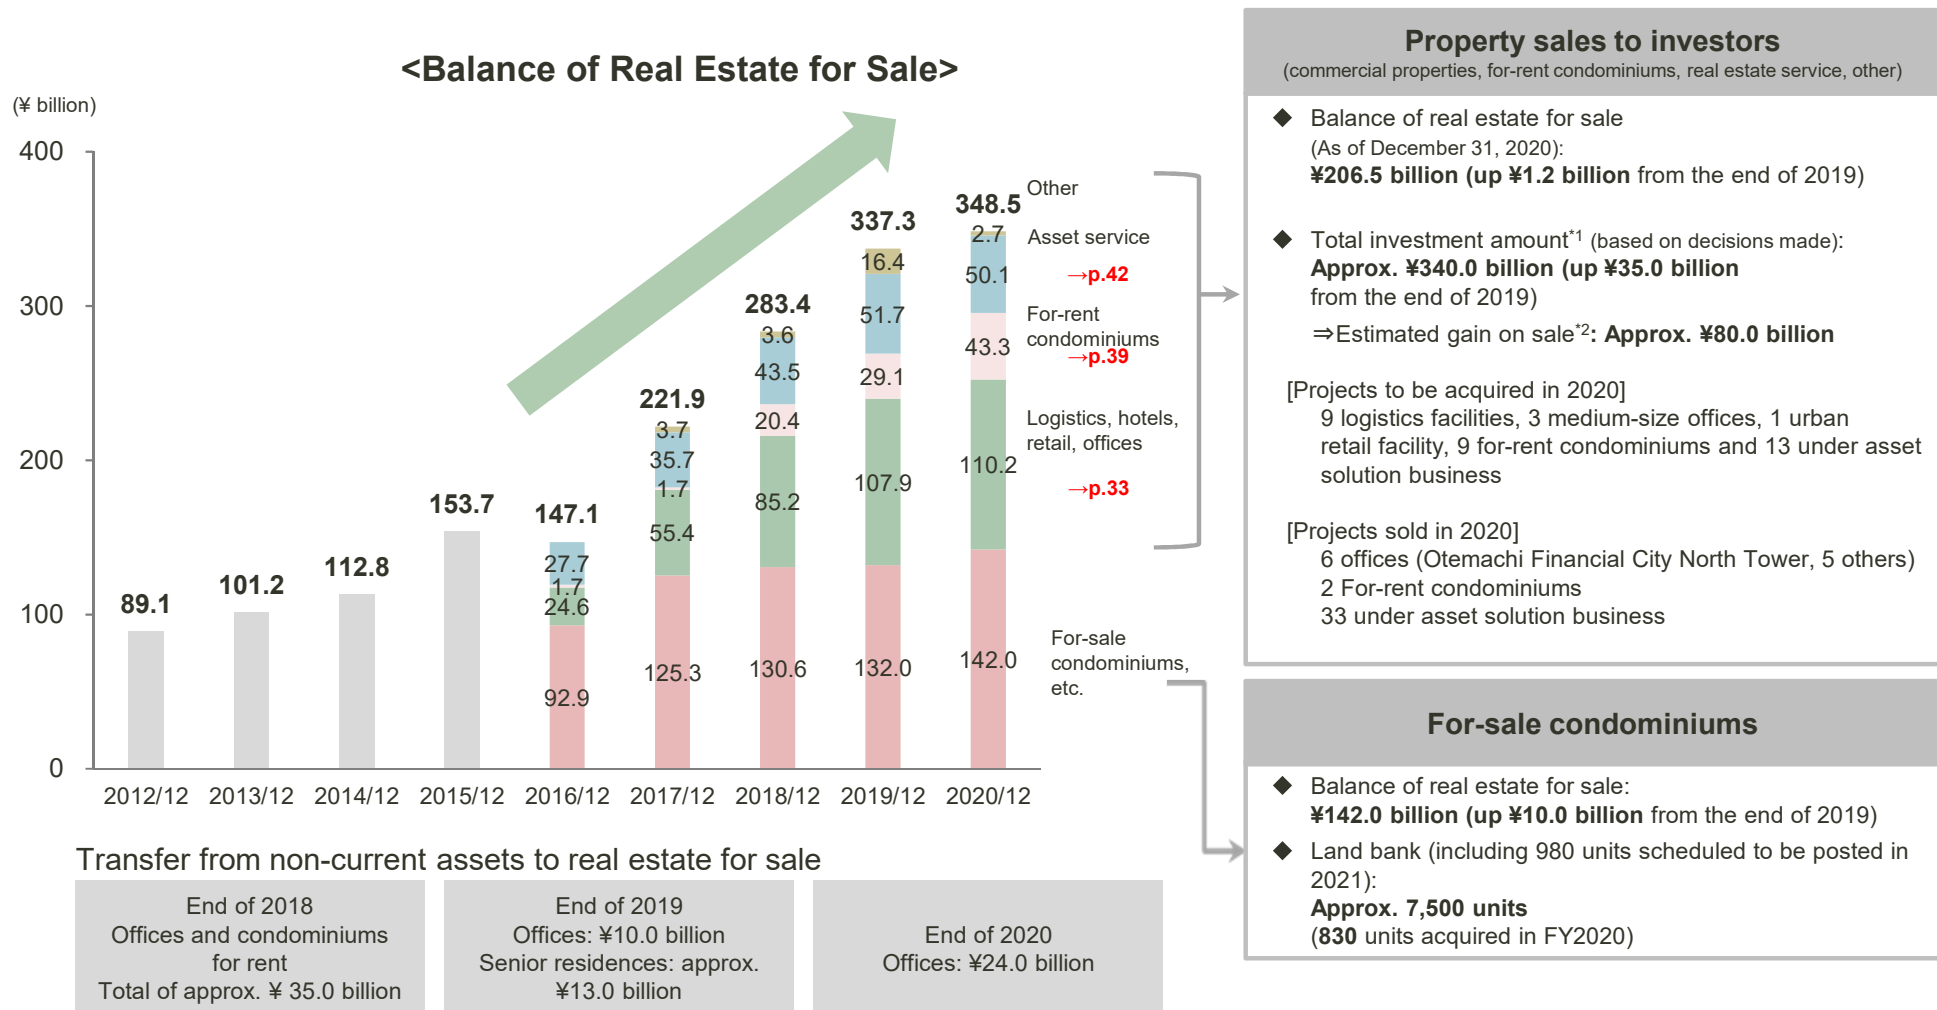 <Balance of Real Estate for Sale>
(¥ billion)
400
300
200
100
0
89.1
101.2
112.8
153.7
147.1
27.7
1.7
24.6
92.9
221.9
3.7
35.7
1.7
55.4
125.3
283.4
3.6
43.5
20.4
85.2
130.6
337.3
16.4
51.7
29.1
107.9
132.0
348.5
2.7
50.1
43.3
110.2
142.0
2012/12
2013/12
2014/12
2015/12
2016/12
2017/12
2018/12
2019/12
2020/12
Other
Asset service
→p.42
For-rent
condominiums
→p.39
Logistics, hotels,
retail, offices
→p.33
For-sale
condominiums,
etc.
Transfer from non-current assets to real estate for sale
End of 2018
Offices and condominiums
for rent
Total of approx. ¥ 35.0 billion
End of 2019
Offices: ¥10.0 billion
Senior residences: approx.
¥13.0 billion
End of 2020
Offices: ¥24.0 billion
Property sales to investors
(commercial properties, for-rent condominiums, real estate service, other)
◆ Balance of real estate for sale
(As of December 31, 2020):
¥206.5 billion (up ¥1.2 billion from the end of 2019)
◆ Total investment amount*1 (based on decisions made):
Approx. ¥340.0 billion (up ¥35.0 billion
from the end of 2019)
⇒Estimated gain on sale*2: Approx. ¥80.0 billion
[Projects to be acquired in 2020]
9 logistics facilities, 3 medium-size offices, 1 urban
retail facility, 9 for-rent condominiums and 13 under asset
solution business
[Projects sold in 2020]
6 offices (Otemachi Financial City North Tower, 5 others)
2 For-rent condominiums
33 under asset solution business
For-sale condominiums
◆ Balance of real estate for sale:
¥142.0 billion (up ¥10.0 billion from the end of 2019)
◆ Land bank (including 980 units scheduled to be posted in
2021):
Approx. 7,500 units
(830 units acquired in FY2020)